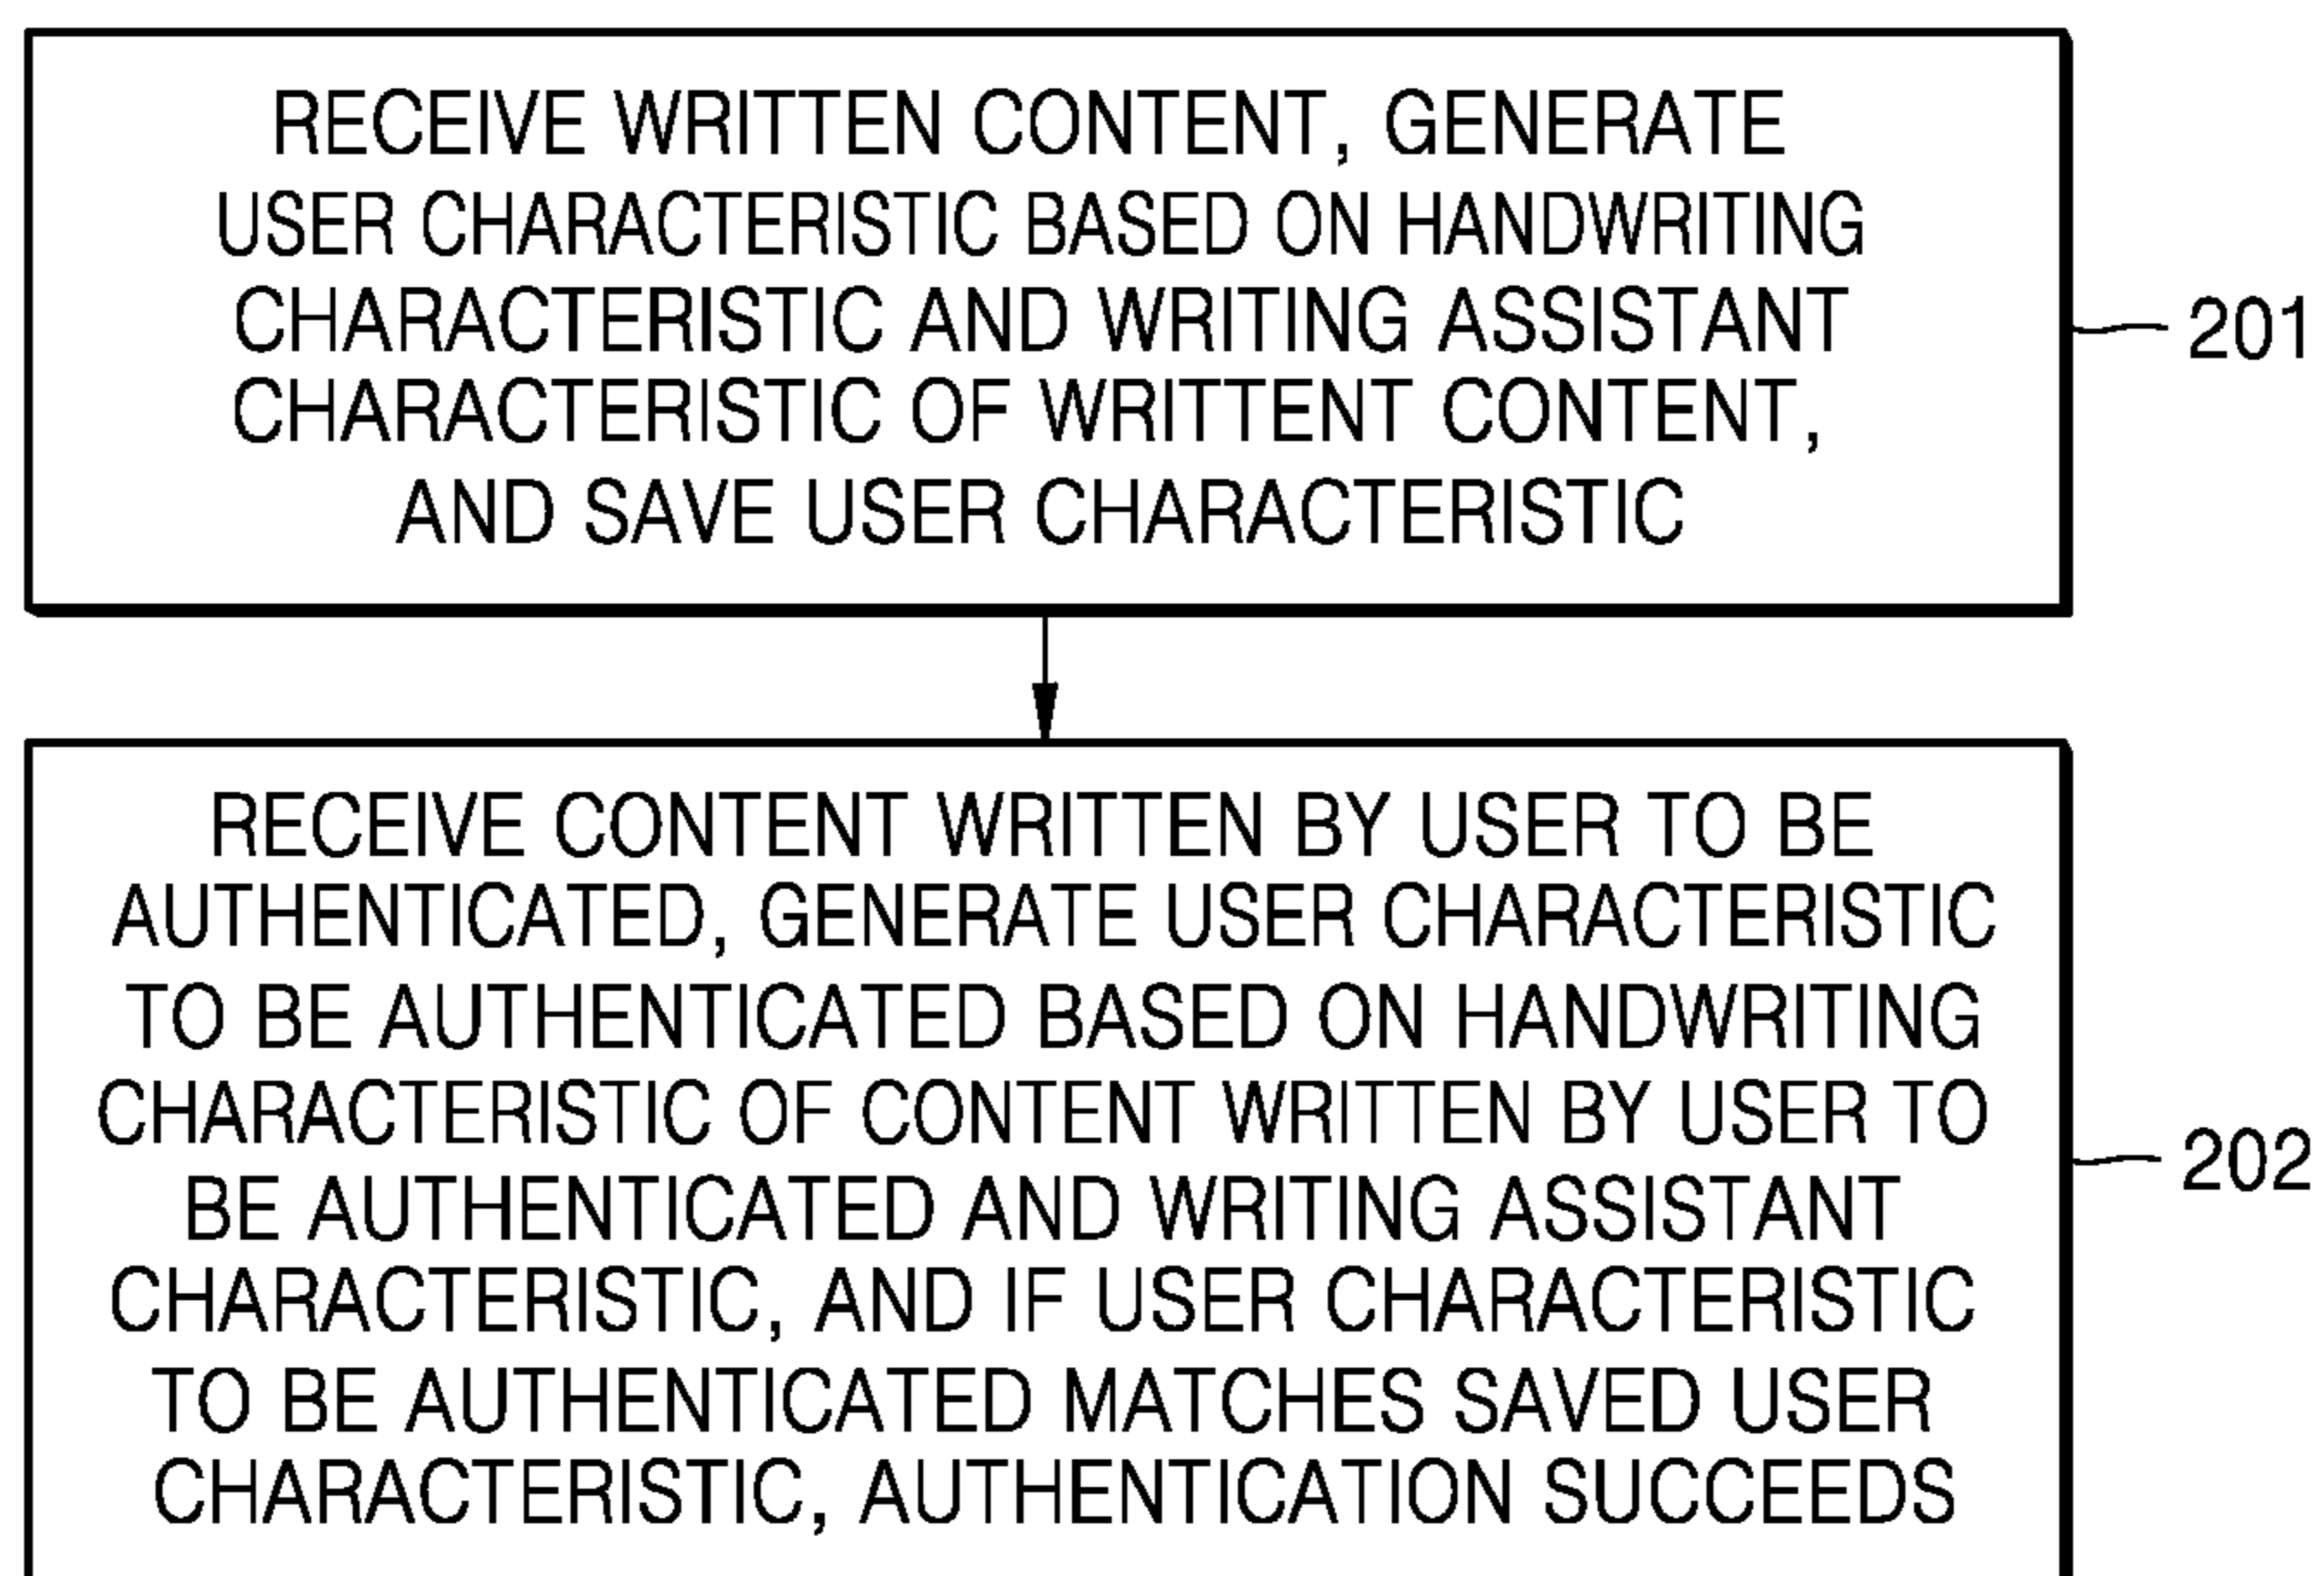 RECEIVE WRITTEN CONTENT, GENERATE
USER CHARACTERISTIC BASED ON HANDWRITING
CHARACTERISTIC AND WRITING ASSISTANT
CHARACTERISTIC OF WRITTENT CONTENT,
AND SAVE USER CHARACTERISTIC
201
RECEIVE CONTENT WRITTEN BY USER TO BE
AUTHENTICATED, GENERATE USER CHARACTERISTIC
TO BE AUTHENTICATED BASED ON HANDWRITING
CHARACTERISTIC OF CONTENT WRITTEN BY USER TO
BE AUTHENTICATED AND WRITING ASSISTANT
CHARACTERISTIC, AND IF USER CHARACTERISTIC
TO BE AUTHENTICATED MATCHES SAVED USER
CHARACTERISTIC, AUTHENTICATION SUCCEEDS
202